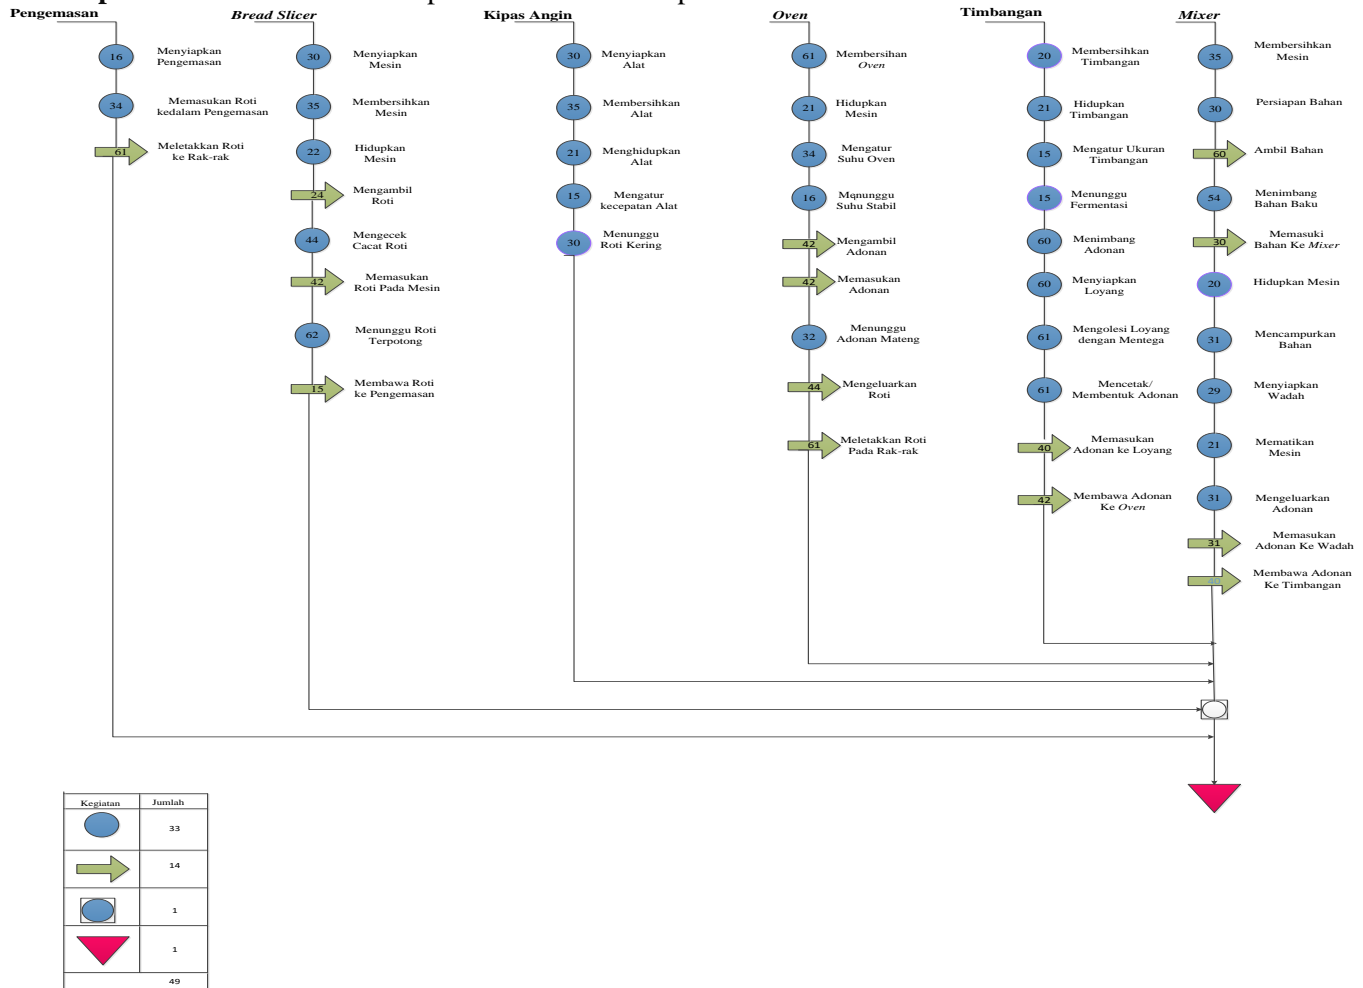 Pengemasan
16
Menyiapkan
Pengemasan
34
Memasukan Roti
kedalam Pengemasan
61
Meletakkan Roti
ke Rak-rak
Bread Slicer
30
Menyiapkan
Mesin
35
Membersihkan
Mesin
22
Hidupkan
Mesin
24
Mengambil
Roti
44
Mengecek
Cacat Roti
42
Memasukan
Roti Pada Mesin
62
Menunggu Roti
Terpotong
15
Membawa Roti
ke Pengemasan
Kipas Angin
30
Menyiapkan
Alat
35
Membersihkan
Alat
21
Menghidupkan
Alat
15
Mengatur
kecepatan Alat
30
Menunggu
Roti Kering
Oven
61
Membersihan
Oven
21
Hidupkan
Mesin
34
Mengatur
Suhu Oven
16
Mqnunggu
Suhu Stabil
42
Mengambil
Adonan
42
Memasukan
Adonan
32
Menunggu
Adonan Mateng
44
Mengeluarkan
Roti
61
Meletakkan Roti
Pada Rak-rak
Timbangan
20
Membersihkan
Timbangan
21
Hidupkan
Timbangan
15
Mengatur Ukuran
Timbangan
15
Menunggu
Fermentasi
60
Menimbang
Adonan
60
Menyiapkan
Loyang
61
Mengolesi Loyang
dengan Mentega
61
Mencetak/
Membentuk Adonan
40
Memasukan
Adonan ke Loyang
42
Membawa Adonan
Ke Oven
Mixer
35
Membersihkan
Mesin
30
Persiapan Bahan
60
Ambil Bahan
54
Menimbang
Bahan Baku
30
Memasuki
Bahan Ke Mixer
20
Hidupkan Mesin
31
Mencampurkan
Bahan
29
Menyiapkan
Wadah
21
Mematikan
Mesin
31
Mengeluarkan
Adonan
31
Memasukan
Adonan Ke Wadah
40
Membawa Adonan
Ke Timbangan
Kegiatan Jumlah
33
14
1
1
49